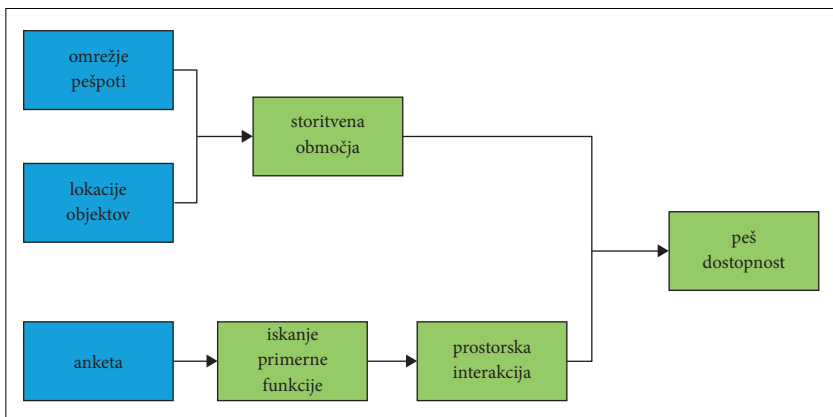 omrežje
pešpoti
storitvena
območja
lokacije
objektov
peš
dostopnost
anketa
iskanje
primerne
funkcije
prostorska
interakcija